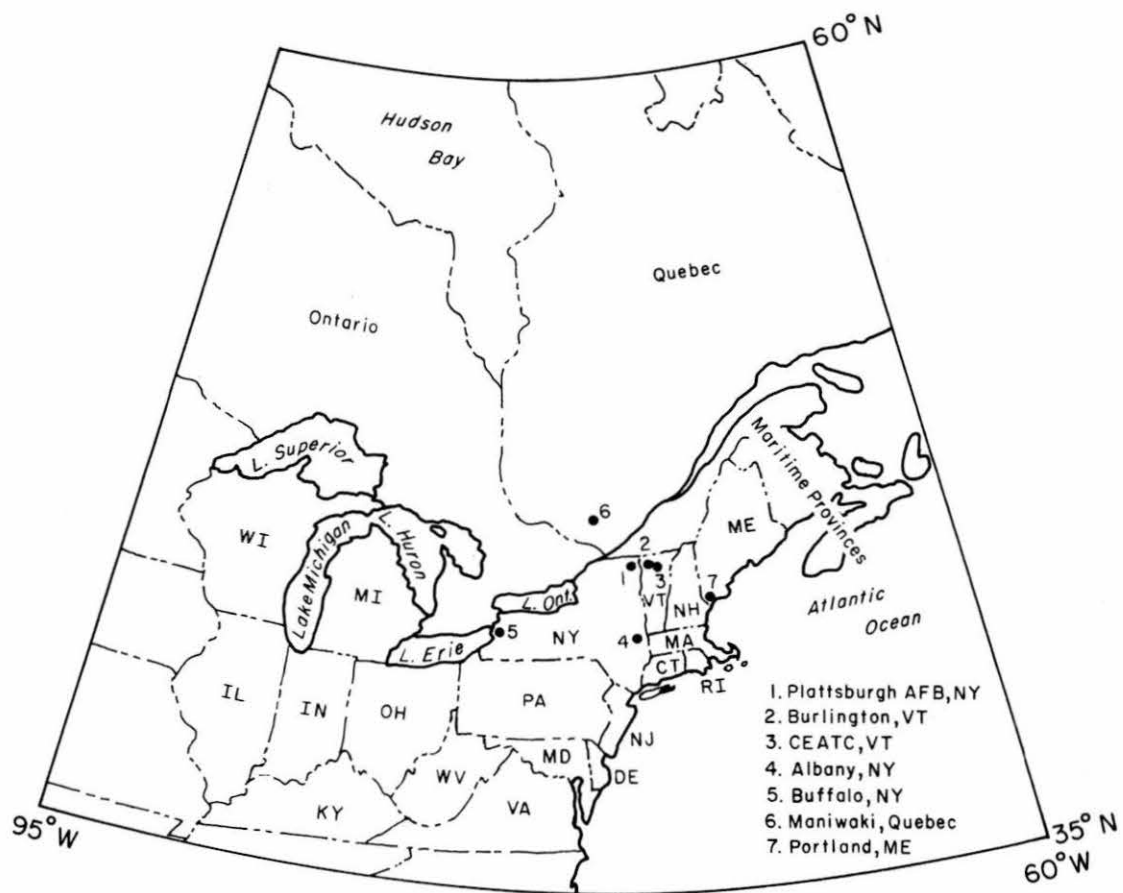 60°N
Hudson
Bay
Quebec
Ontario
L. Superior
Maritime Provinces
WI
Lake Michigan
L. Huron
MI
6
ME
2
1
3
VT
7
NH
L. Ont.
Atlantic
Ocean
5
NY
4
MA
L. Erie
CT
RI
IL
IN
OH
PA
NJ
MD
DE
WV
KY
VA
1. Plattsburgh AFB, NY
2. Burlington, VT
3. CEATC, VT
4. Albany, NY
5. Buffalo, NY
6. Maniwaki, Quebec
7. Portland, ME
95°W
35°N
60°W